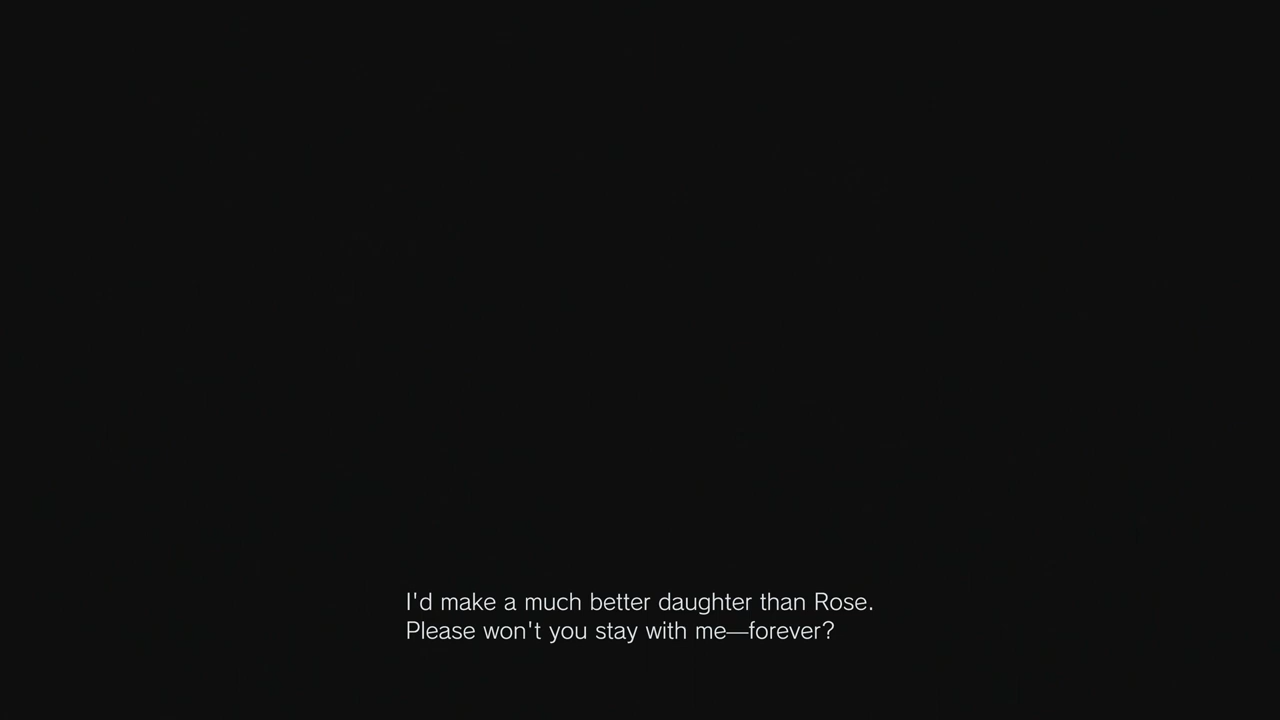 I'd make a much better daughter than Rose.
Please won't you stay with me—forever?